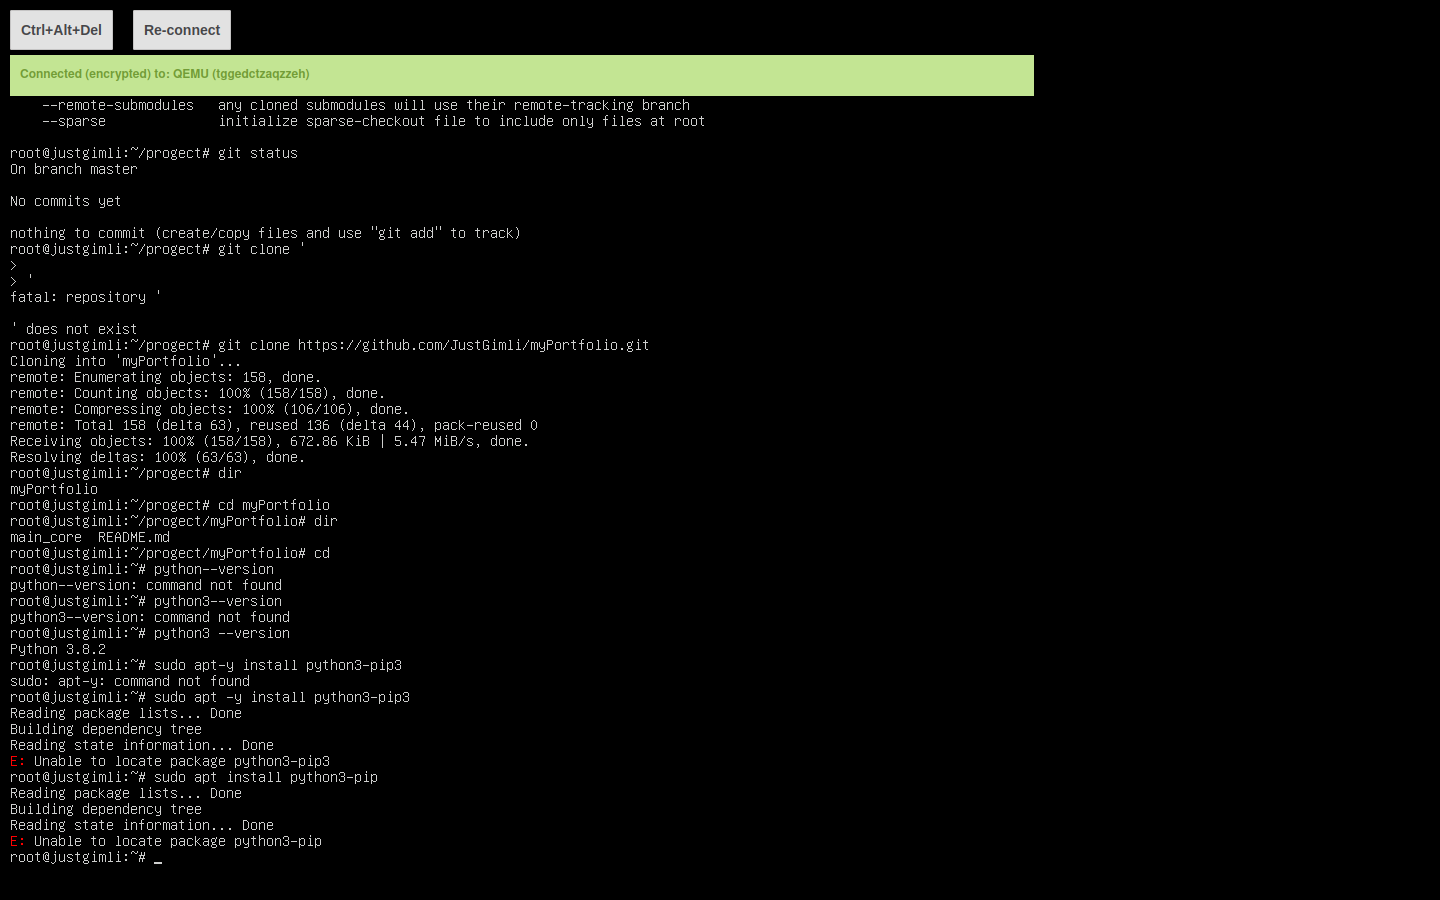 Ctrl+Alt+Del Re-connect
Connected (encrypted) to: QEMU (tggedctzaqzzeh)
--remote-submodules   any cloned submodules will use their remote-tracking branch
--sparse              initialize sparse-checkout file to include only files at root
root@justgimli:~/progect# git status
On branch master
No commits yet
nothing to commit (create/copy files and use "git add" to track)
root@justgimli:~/progect# git clone '
>
> '
fatal: repository '
' does not exist
root@justgimli:~/progect# git clone https://github.com/JustGimli/myPortfolio.git
Cloning into 'myPortfolio'...
remote: Enumerating objects: 158, done.
remote: Counting objects: 100% (158/158), done.
remote: Compressing objects: 100% (106/106), done.
remote: Total 158 (delta 63), reused 136 (delta 44), pack-reused 0
Receiving objects: 100% (158/158), 672.86 KiB | 5.47 MiB/s, done.
Resolving deltas: 100% (63/63), done.
root@justgimli:~/progect# dir
myPortfolio
root@justgimli:~/progect# cd myPortfolio
root@justgimli:~/progect/myPortfolio# dir
main_core  README.md
root@justgimli:~/progect/myPortfolio# cd
root@justgimli:~# python--version
python--version: command not found
root@justgimli:~# python3--version
python3--version: command not found
root@justgimli:~# python3 --version
Python 3.8.2
root@justgimli:~# sudo apt-y install python3-pip3
sudo: apt-y: command not found
root@justgimli:~# sudo apt -y install python3-pip3
Reading package lists... Done
Building dependency tree
Reading state information... Done
E: Unable to locate package python3-pip3
root@justgimli:~# sudo apt install python3-pip
Reading package lists... Done
Building dependency tree
Reading state information... Done
E: Unable to locate package python3-pip
root@justgimli:~# _